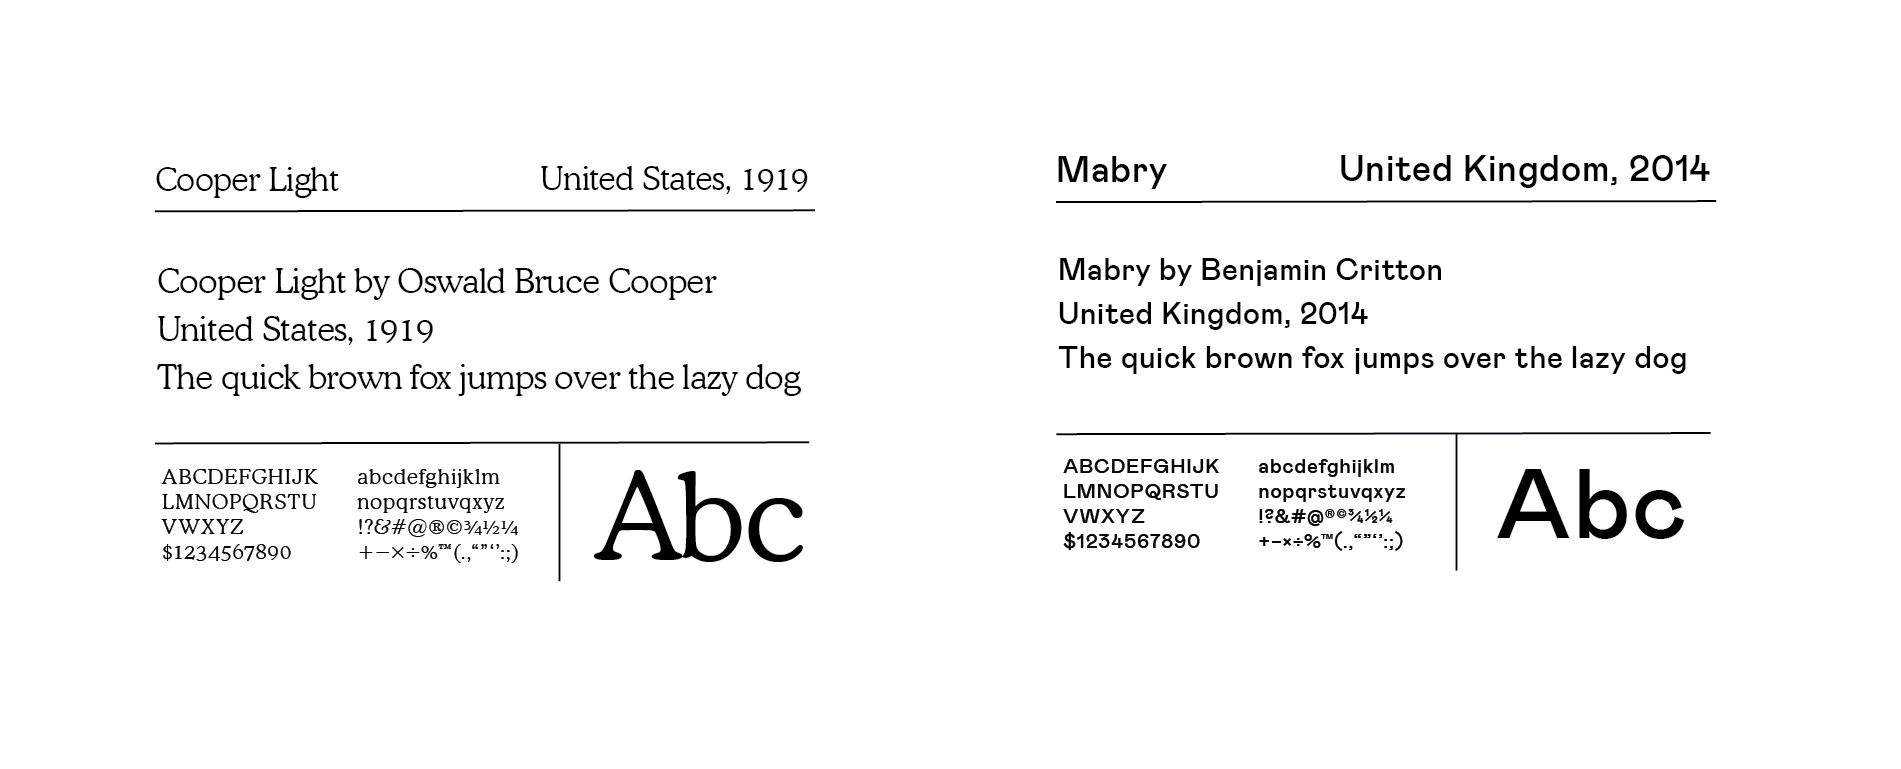 Cooper Light
United States, 1919
Cooper Light by Oswald Bruce Cooper
United States, 1919
The quick brown fox jumps over the lazy dog
ABCDEFGHIJK
LMNOPQRSTU
VWXYZ
$1234567890
abcdefghijklm
nopqrstuvqxyz
!?&#@®©¾½¼
+−×÷%™(.,“”‘’:;)
Abc
Mabry
United Kingdom, 2014
Mabry by Benjamin Critton
United Kingdom, 2014
The quick brown fox jumps over the lazy dog
ABCDEFGHIJK
LMNOPQRSTU
VWXYZ
$1234567890
abcdefghijklm
nopqrstuvqxyz
!?&#@®©¾½¼
+−×÷%™(.,“”‘’:;)
Abc